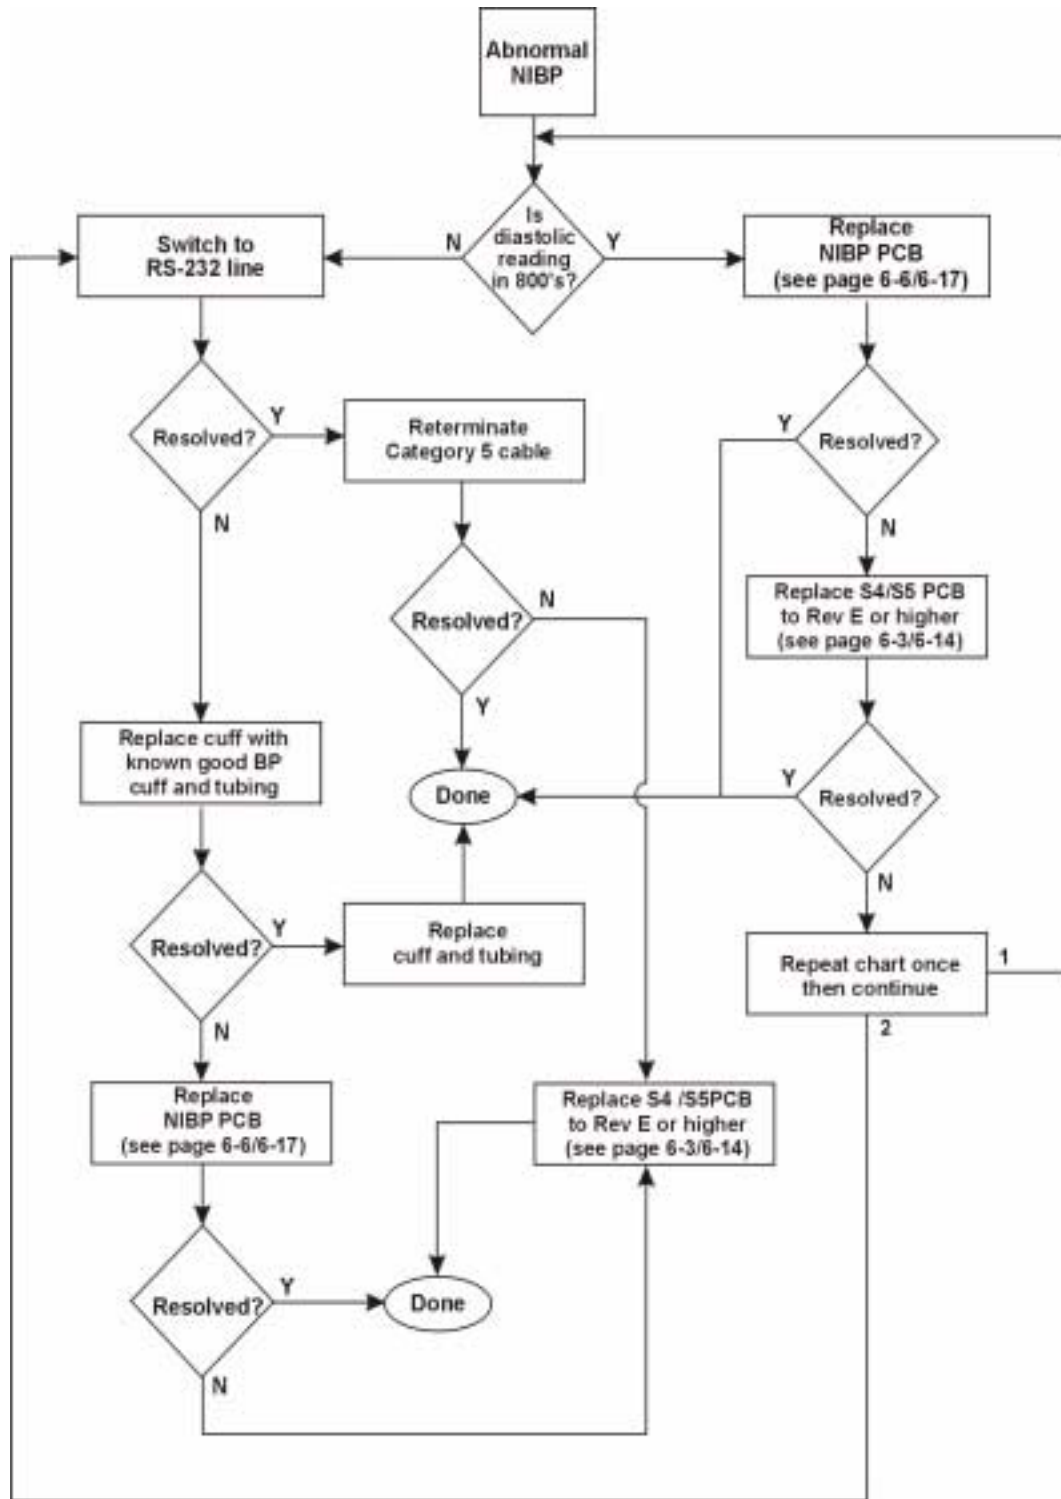 Abnormal
NIBP
Is
diastolic
reading
in 800's?
N
Y
Switch to
RS-232 line
Replace
NIBP PCB
(see page 6-6/6-17)
Resolved?
Y
N
Reterminate
Category 5 cable
Resolved?
Y
N
Resolved?
N
Y
Replace S4/S5 PCB
to Rev E or higher
(see page 6-3/6-14)
Replace cuff with
known good BP
cuff and tubing
Done
Resolved?
Y
N
Resolved?
Y
N
Replace
cuff and tubing
Repeat chart once
then continue
1
2
Replace
NIBP PCB
(see page 6-6/6-17)
Replace S4 /S5PCB
to Rev E or higher
(see page 6-3/6-14)
Resolved?
Y
N
Done